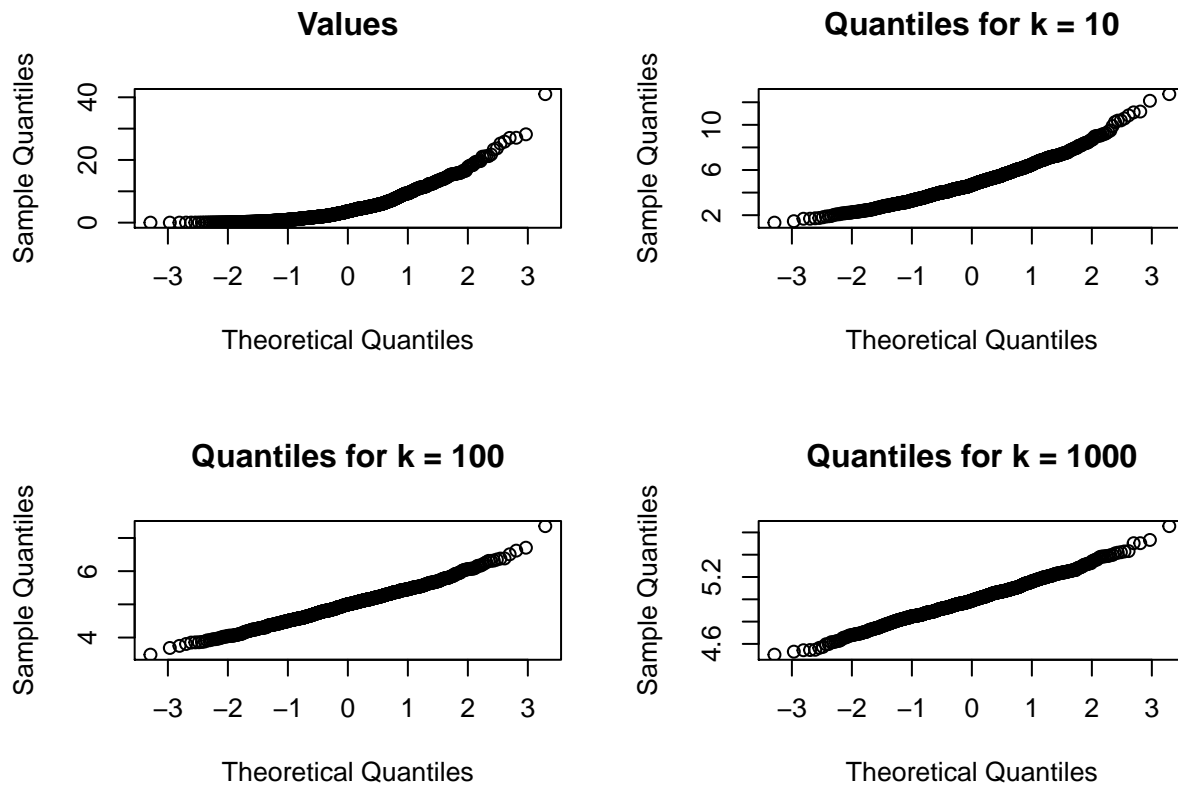 Values
Sample Quantiles
0 20 40
−3 −2 −1 0 1 2 3
Theoretical Quantiles
Quantiles for k = 10
Sample Quantiles
2 6 10
−3 −2 −1 0 1 2 3
Theoretical Quantiles
Quantiles for k = 100
Sample Quantiles
4 6
−3 −2 −1 0 1 2 3
Theoretical Quantiles
Quantiles for k = 1000
Sample Quantiles
4.6 5.2
−3 −2 −1 0 1 2 3
Theoretical Quantiles